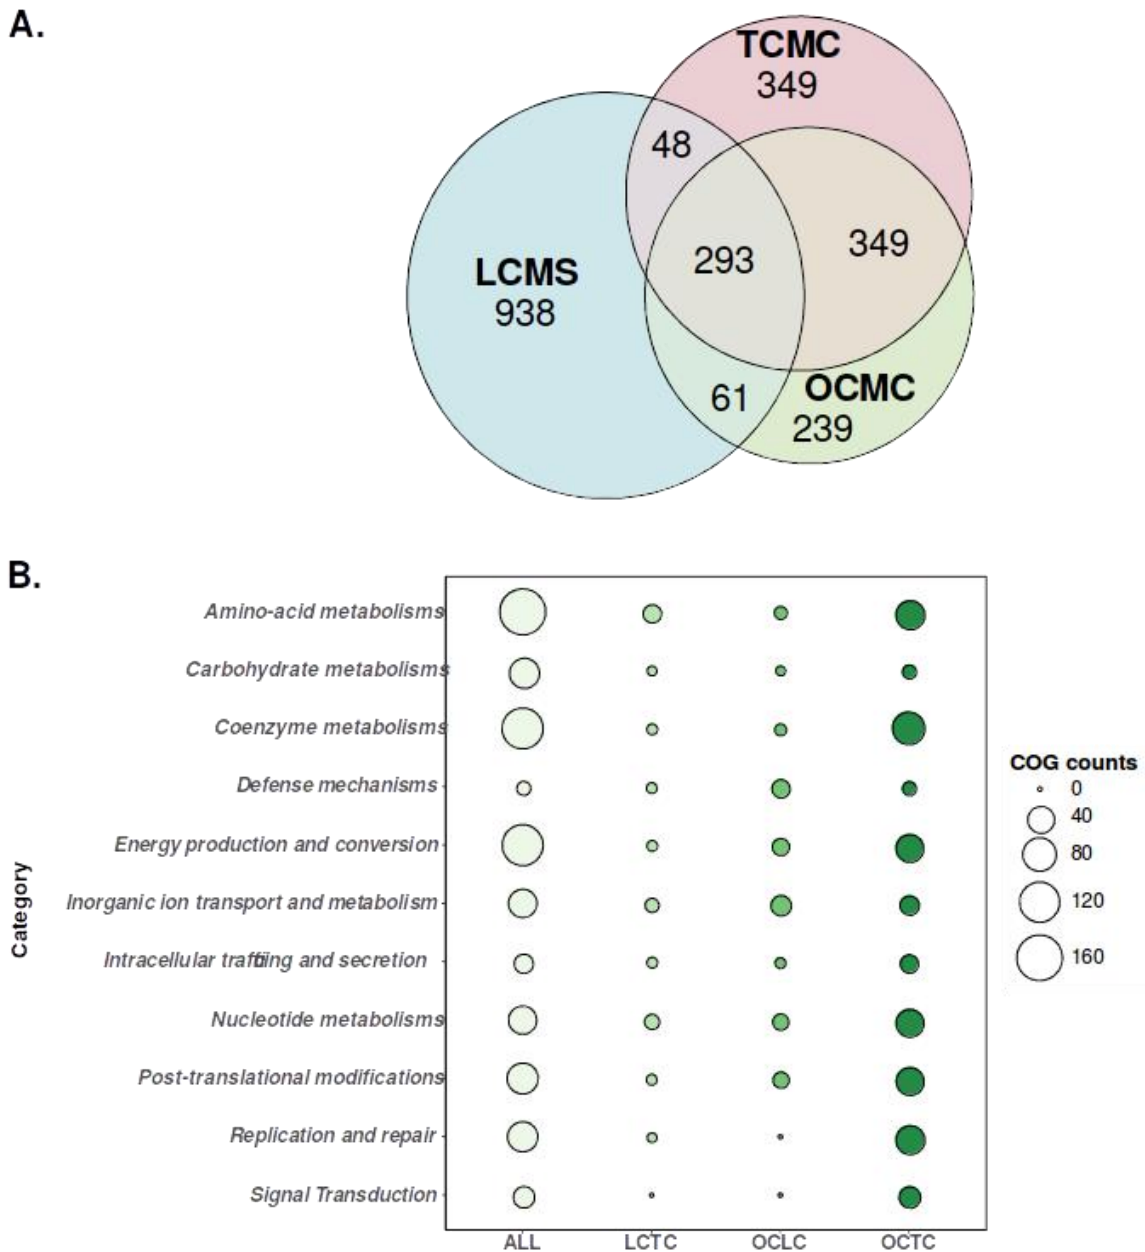 A.
TCMC
349
48
293
349
LCMS
938
61
OCMC
239
B.
Amino-acid metabolisms
Carbohydrate metabolisms
Coenzyme metabolisms
Defense mechanisms
Energy production and conversion
Inorganic ion transport and metabolism
Intracellular and secretion
Nucleotide metabolisms
Post-translational modifications
Replication and repair
Signal Transduction
Category
ALL LCTC OCLC OCTC
COG counts
0
40
80
120
160